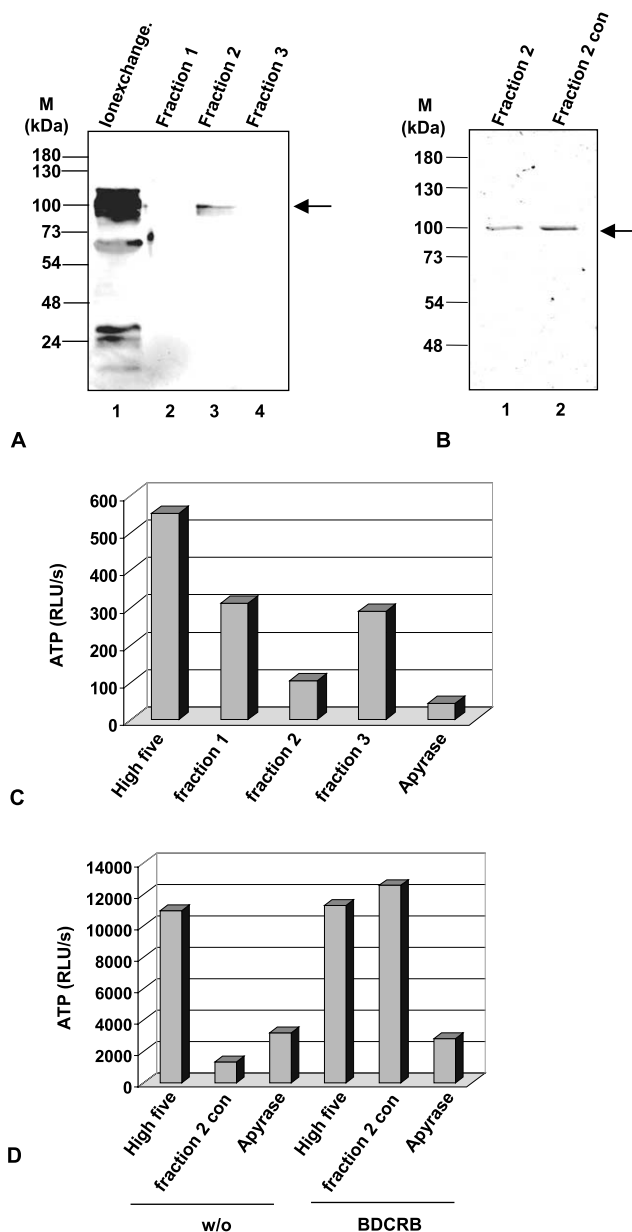 Ionexchange.
Fraction 1
Fraction 2
Fraction 3
M
(kDa)
180
130
100
73
54
48
24
1 2 3 4
A
Fraction 2
Fraction 2 con
M
(kDa)
180
130
100
73
54
48
1 2
B
ATP (RLU/s)
600
500
400
300
200
100
0
High five
fraction 1
fraction 2
fraction 3
Apyrase
C
ATP (RLU/s)
14000
12000
10000
8000
6000
4000
2000
0
High five
fraction 2 con
Apyrase
High five
fraction 2 con
Apyrase
D
w/o BDCRB